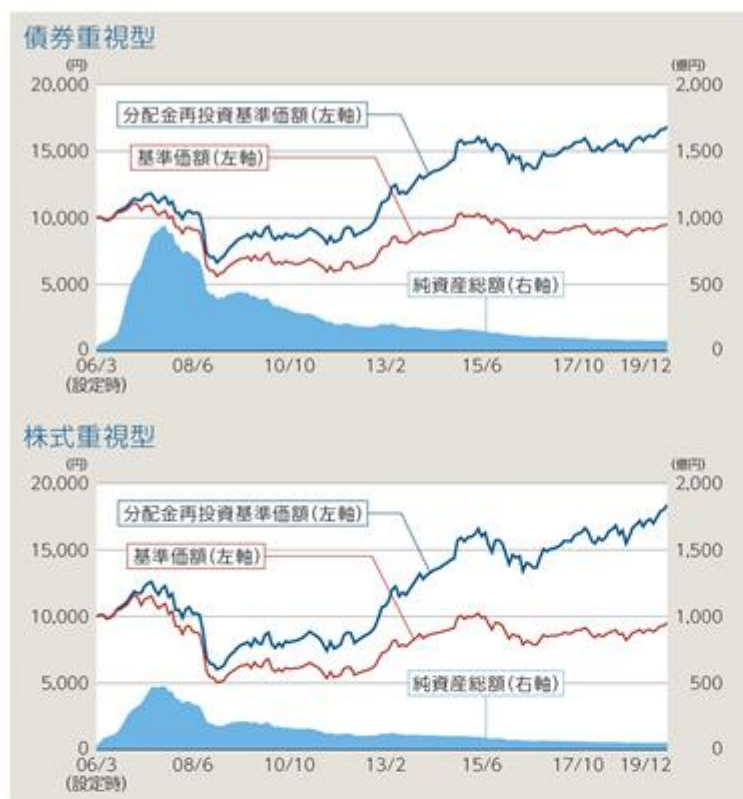 債券重視型
(円) (億円)
20,000 2,000
分配金再投資基準価額(左軸)
15,000 1,500
基準価額(左軸)
10,000 1,000
5,000 500
純資産総額(右軸)
0 0
06/3 08/6 10/10 13/2 15/6 17/10 19/12
(設定時)
株式重視型
(円) (億円)
20,000 2,000
分配金再投資基準価額(左軸)
15,000 1,500
基準価額(左軸)
10,000 1,000
5,000 500
純資産総額(右軸)
0 0
06/3 08/6 10/10 13/2 15/6 17/10 19/12
(設定時)